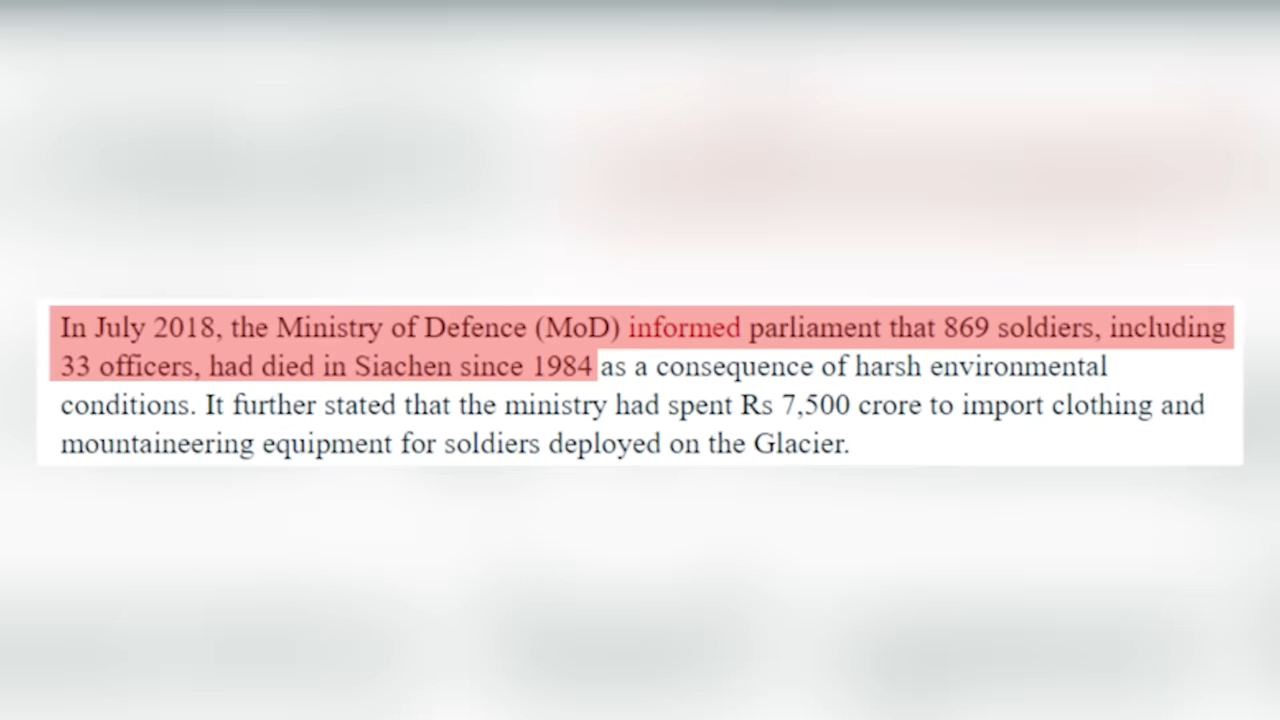 In July 2018, the Ministry of Defence (MoD) informed parliament that 869 soldiers, including
33 officers, had died in Siachen since 1984 as a consequence of harsh environmental
conditions. It further stated that the ministry had spent Rs 7,500 crore to import clothing and
mountaineering equipment for soldiers deployed on the Glacier.